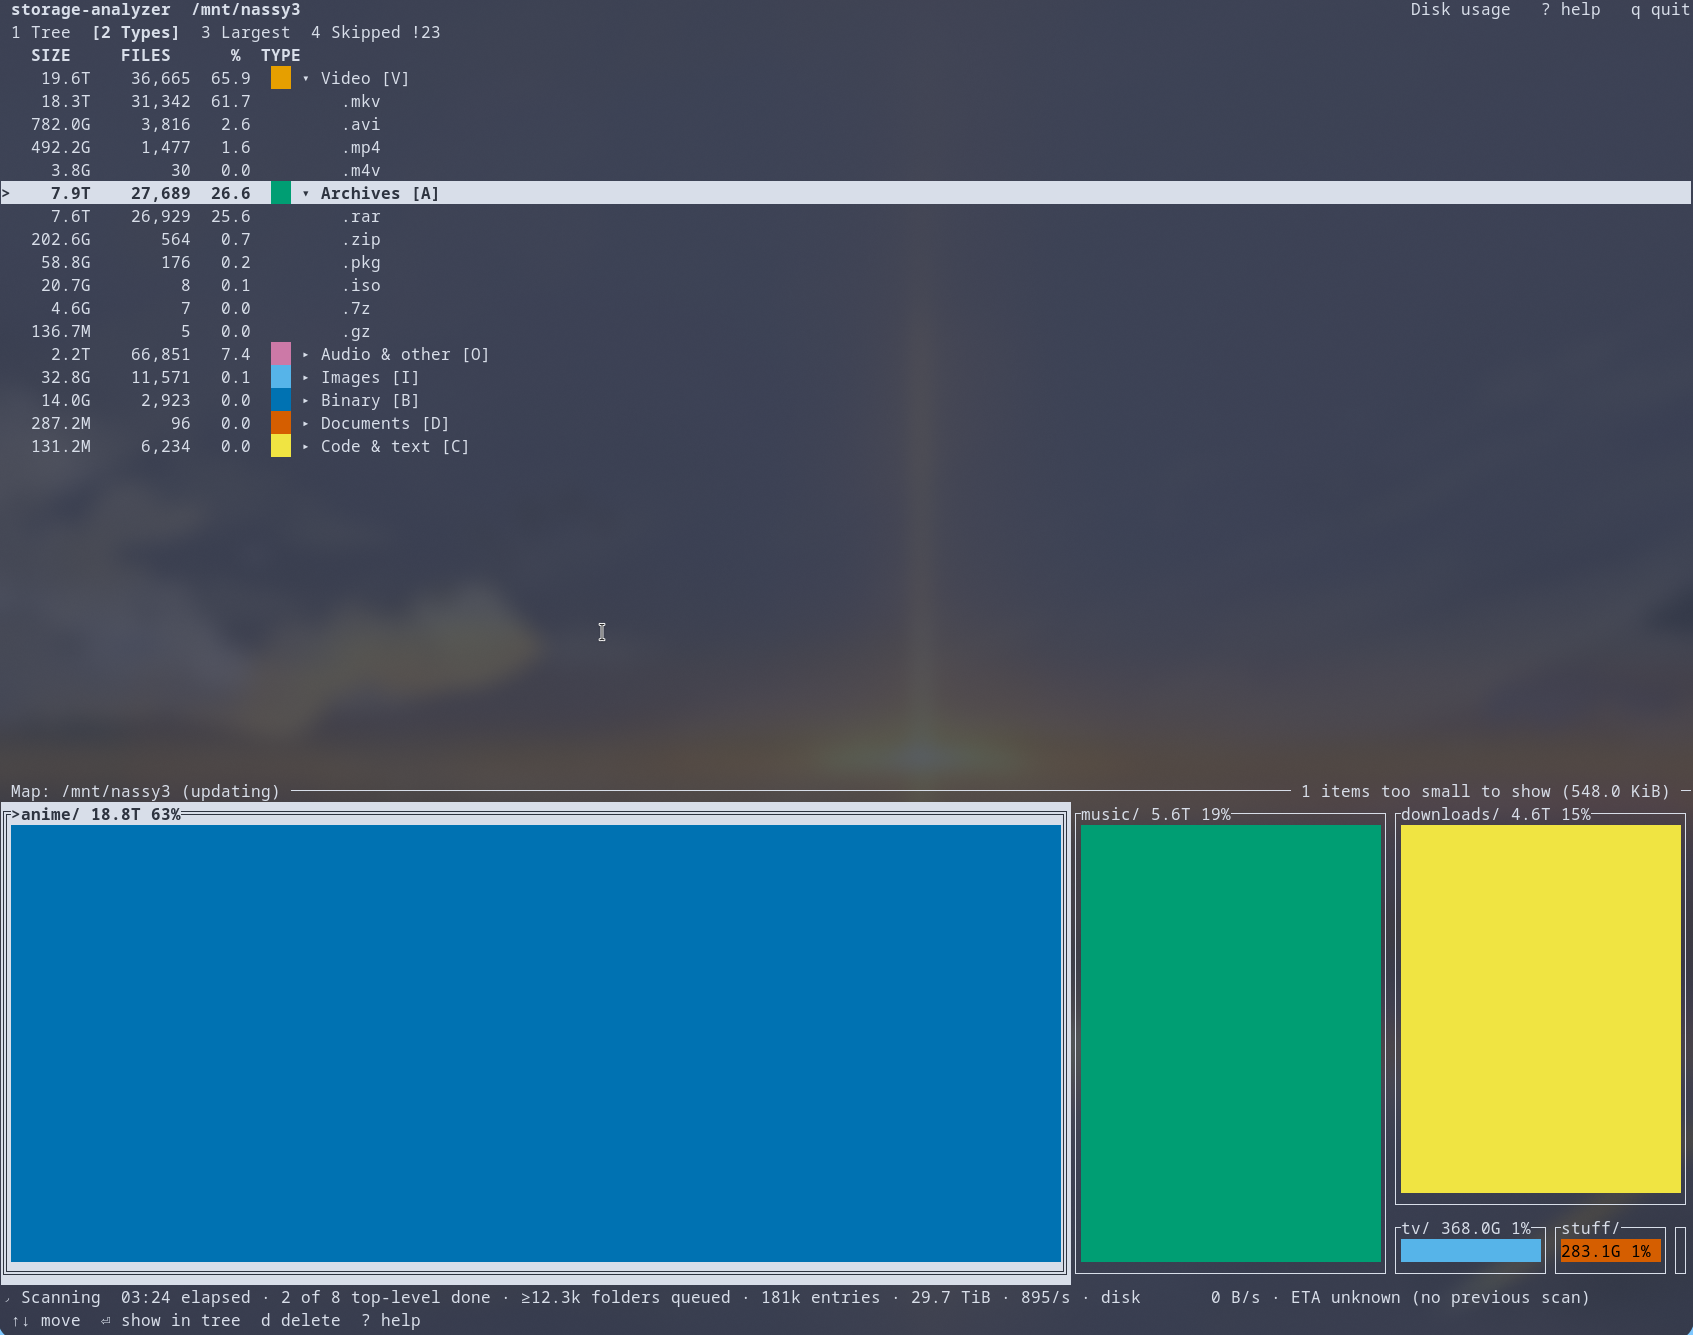 storage-analyzer  /mnt/nassy3 Disk usage ? help q quit
1 Tree [2 Types] 3 Largest 4 Skipped !23
SIZE FILES % TYPE
19.6T 36,665 65.9 ▾ Video [V]
18.3T 31,342 61.7 .mkv
782.0G 3,816 2.6 .avi
492.2G 1,477 1.6 .mp4
3.8G 30 0.0 .m4v
> 7.9T 27,689 26.6 ▾ Archives [A]
7.6T 26,929 25.6 .rar
202.6G 564 0.7 .zip
58.8G 176 0.2 .pkg
20.7G 8 0.1 .iso
4.6G 7 0.0 .7z
136.7M 5 0.0 .gz
2.2T 66,851 7.4 ▸ Audio & other [O]
32.8G 11,571 0.1 ▸ Images [I]
14.0G 2,923 0.0 ▸ Binary [B]
287.2M 96 0.0 ▸ Documents [D]
131.2M 6,234 0.0 ▸ Code & text [C]
Map: /mnt/nassy3 (updating) 1 items too small to show (548.0 KiB)
>anime/ 18.8T 63% music/ 5.6T 19% downloads/ 4.6T 15%
tv/ 368.0G 1% stuff/
283.1G 1%
Scanning 03:24 elapsed · 2 of 8 top-level done · ≥12.3k folders queued · 181k entries · 29.7 TiB · 895/s · disk 0 B/s · ETA unknown (no previous scan)
↑↓ move ⏎ show in tree d delete ? help